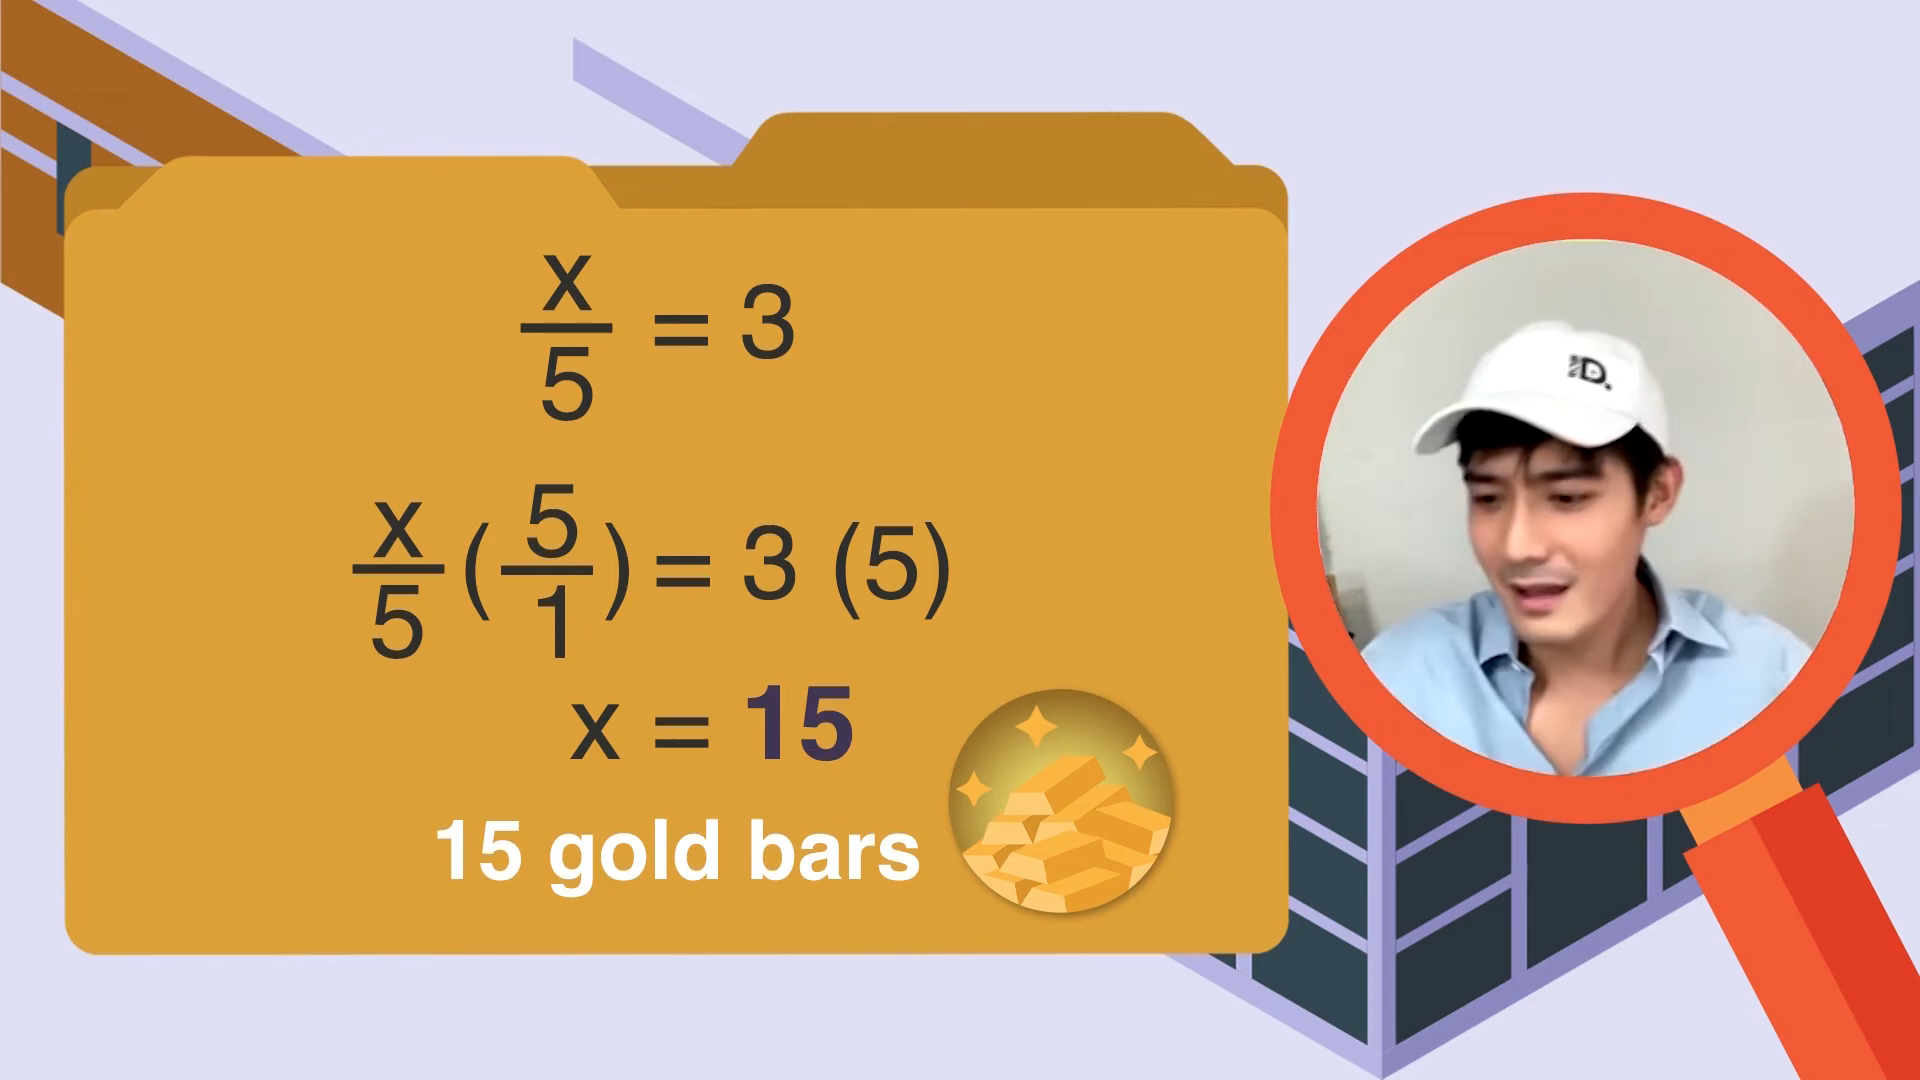 x/5 = 3
x/5 (5/1) = 3 (5)
x = 15
15 gold bars
D.